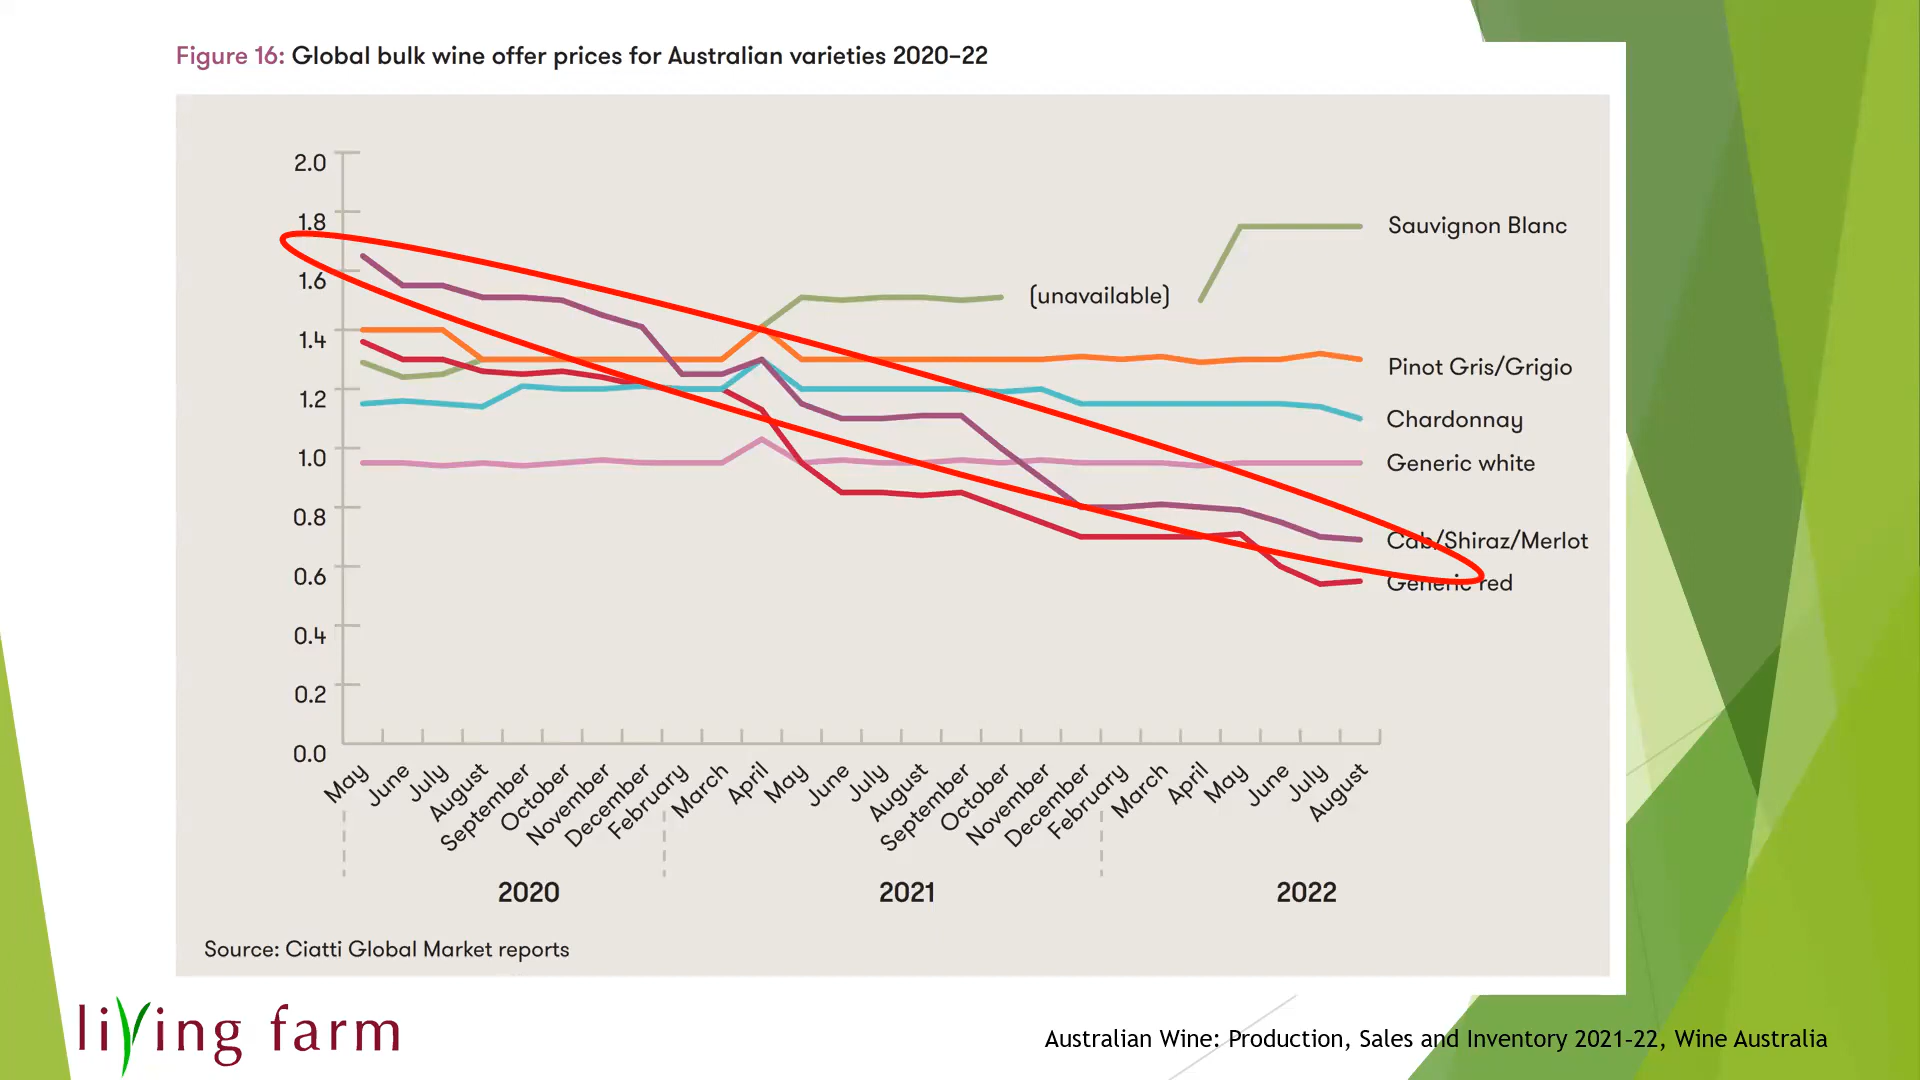 Figure 16: Global bulk wine offer prices for Australian varieties 2020–22
2.0
1.8
1.6
1.4
1.2
1.0
0.8
0.6
0.4
0.2
0.0
Sauvignon Blanc
(unavailable)
Pinot Gris/Grigio
Chardonnay
Generic white
Cab/Shiraz/Merlot
Generic red
May June July August September October November December February March April May June July August September October November December February March April May June July August
2020 2021 2022
Source: Ciatti Global Market reports
living farm
Australian Wine: Production, Sales and Inventory 2021-22, Wine Australia